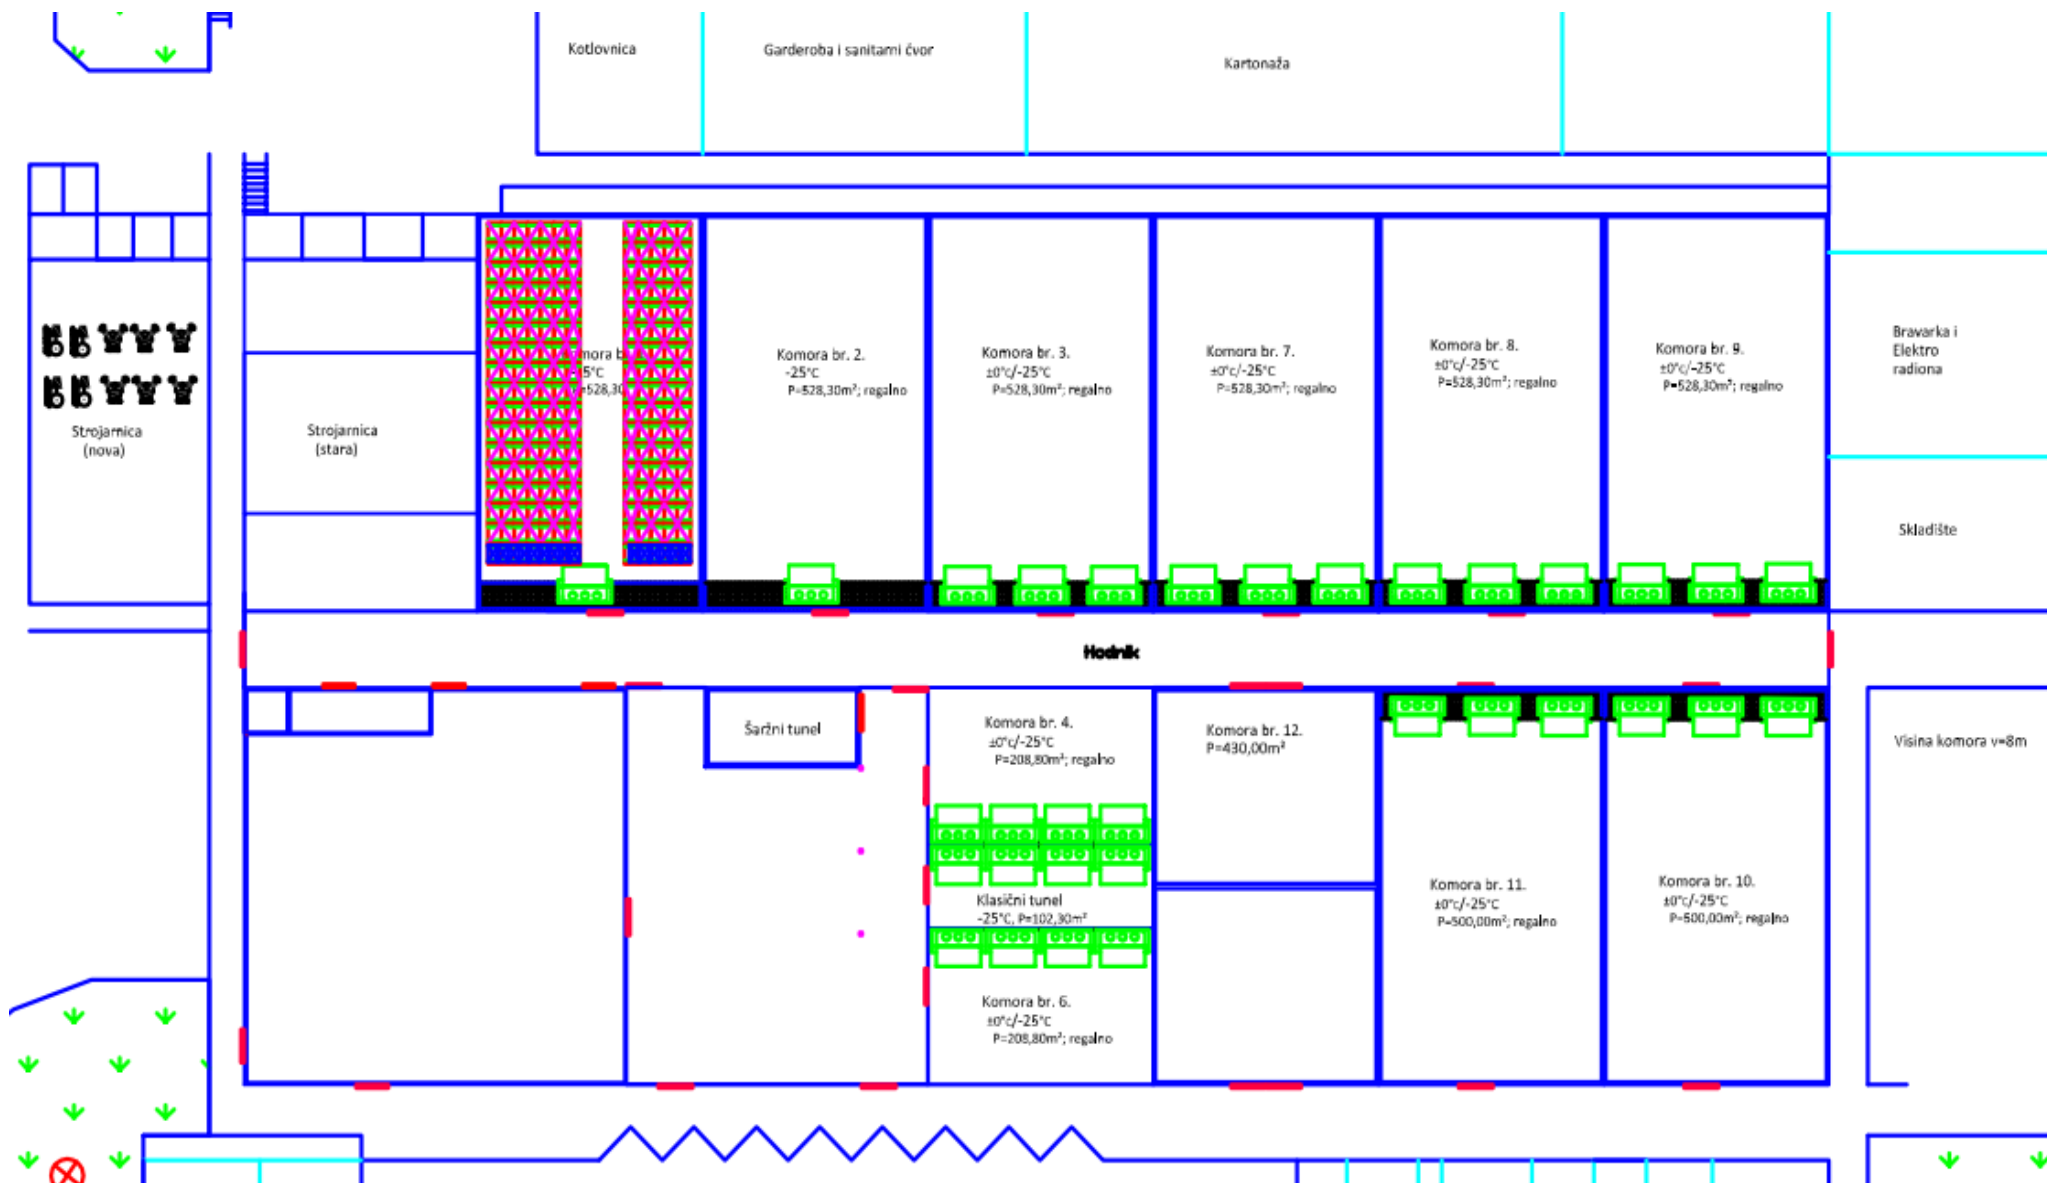 Kotlovnica
Garderoba i sanitarni čvor
Kartonaža
Strojarnica
(nova)
Strojarnica
(stara)
Komora br. 2.
-25°C
P=528,30m²; regalno
Komora br. 3.
±0°c/-25°C
P=528,30m²; regalno
Komora br. 7.
±0°c/-25°C
P=528,30m²; regalno
Komora br. 8.
±0°c/-25°C
P=528,30m²; regalno
Komora br. 9.
±0°c/-25°C
P=528,30m²; regalno
Bravarka i
Elektro
radiona
Skladište
Hodnik
Šaržni tunel
Komora br. 4.
±0°c/-25°C
P=208,80m²; regalno
Komora br. 12.
P=430,00m²
Visina komora v=8m
Klasični tunel
-25°C, P=102,30m²
Komora br. 11.
±0°c/-25°C
P=500,00m²; regalno
Komora br. 10.
±0°c/-25°C
P=500,00m²; regalno
Komora br. 6.
±0°c/-25°C
P=208,80m²; regalno